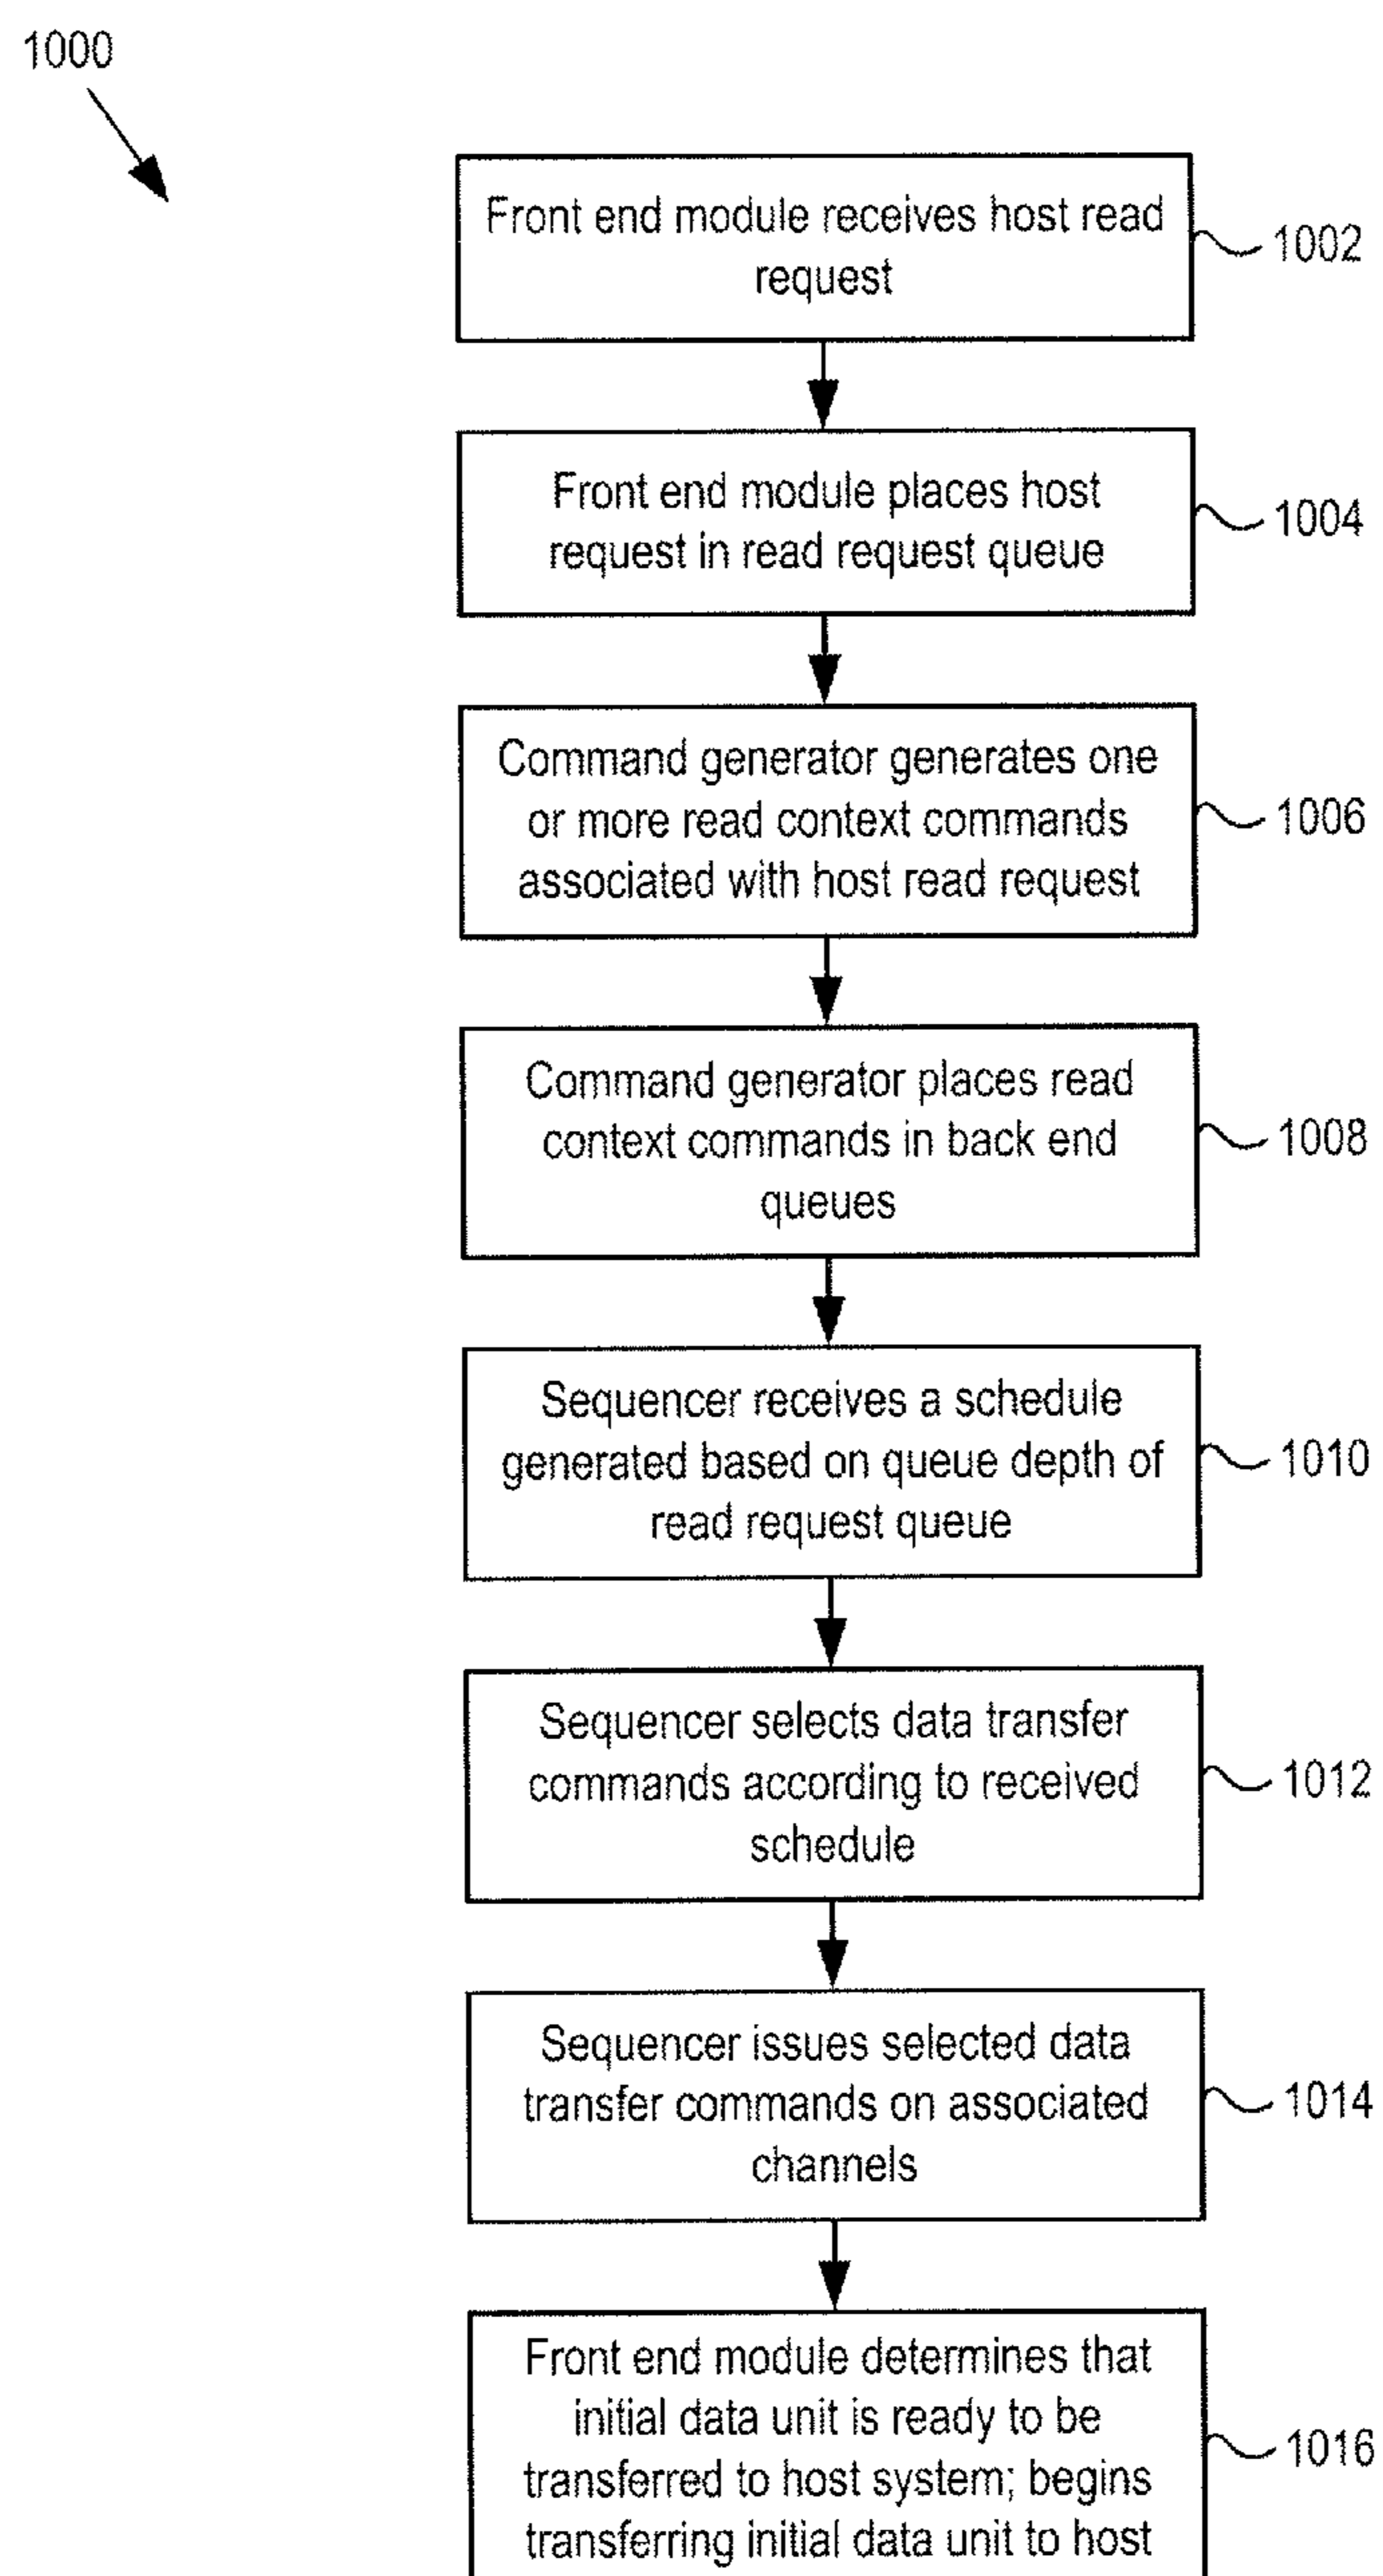 1000
Front end module receives host read
request
1002
Front end module places host
request in read request queue
1004
Command generator generates one
or more read context commands
associated with host read request
1006
Command generator places read
context commands in back end
queues
1008
Sequencer receives a schedule
generated based on queue depth of
read request queue
1010
Sequencer selects data transfer
commands according to received
schedule
1012
Sequencer issues selected data
transfer commands on associated
channels
1014
Front end module determines that
initial data unit is ready to be
transferred to host system; begins
transferring initial data unit to host
1016